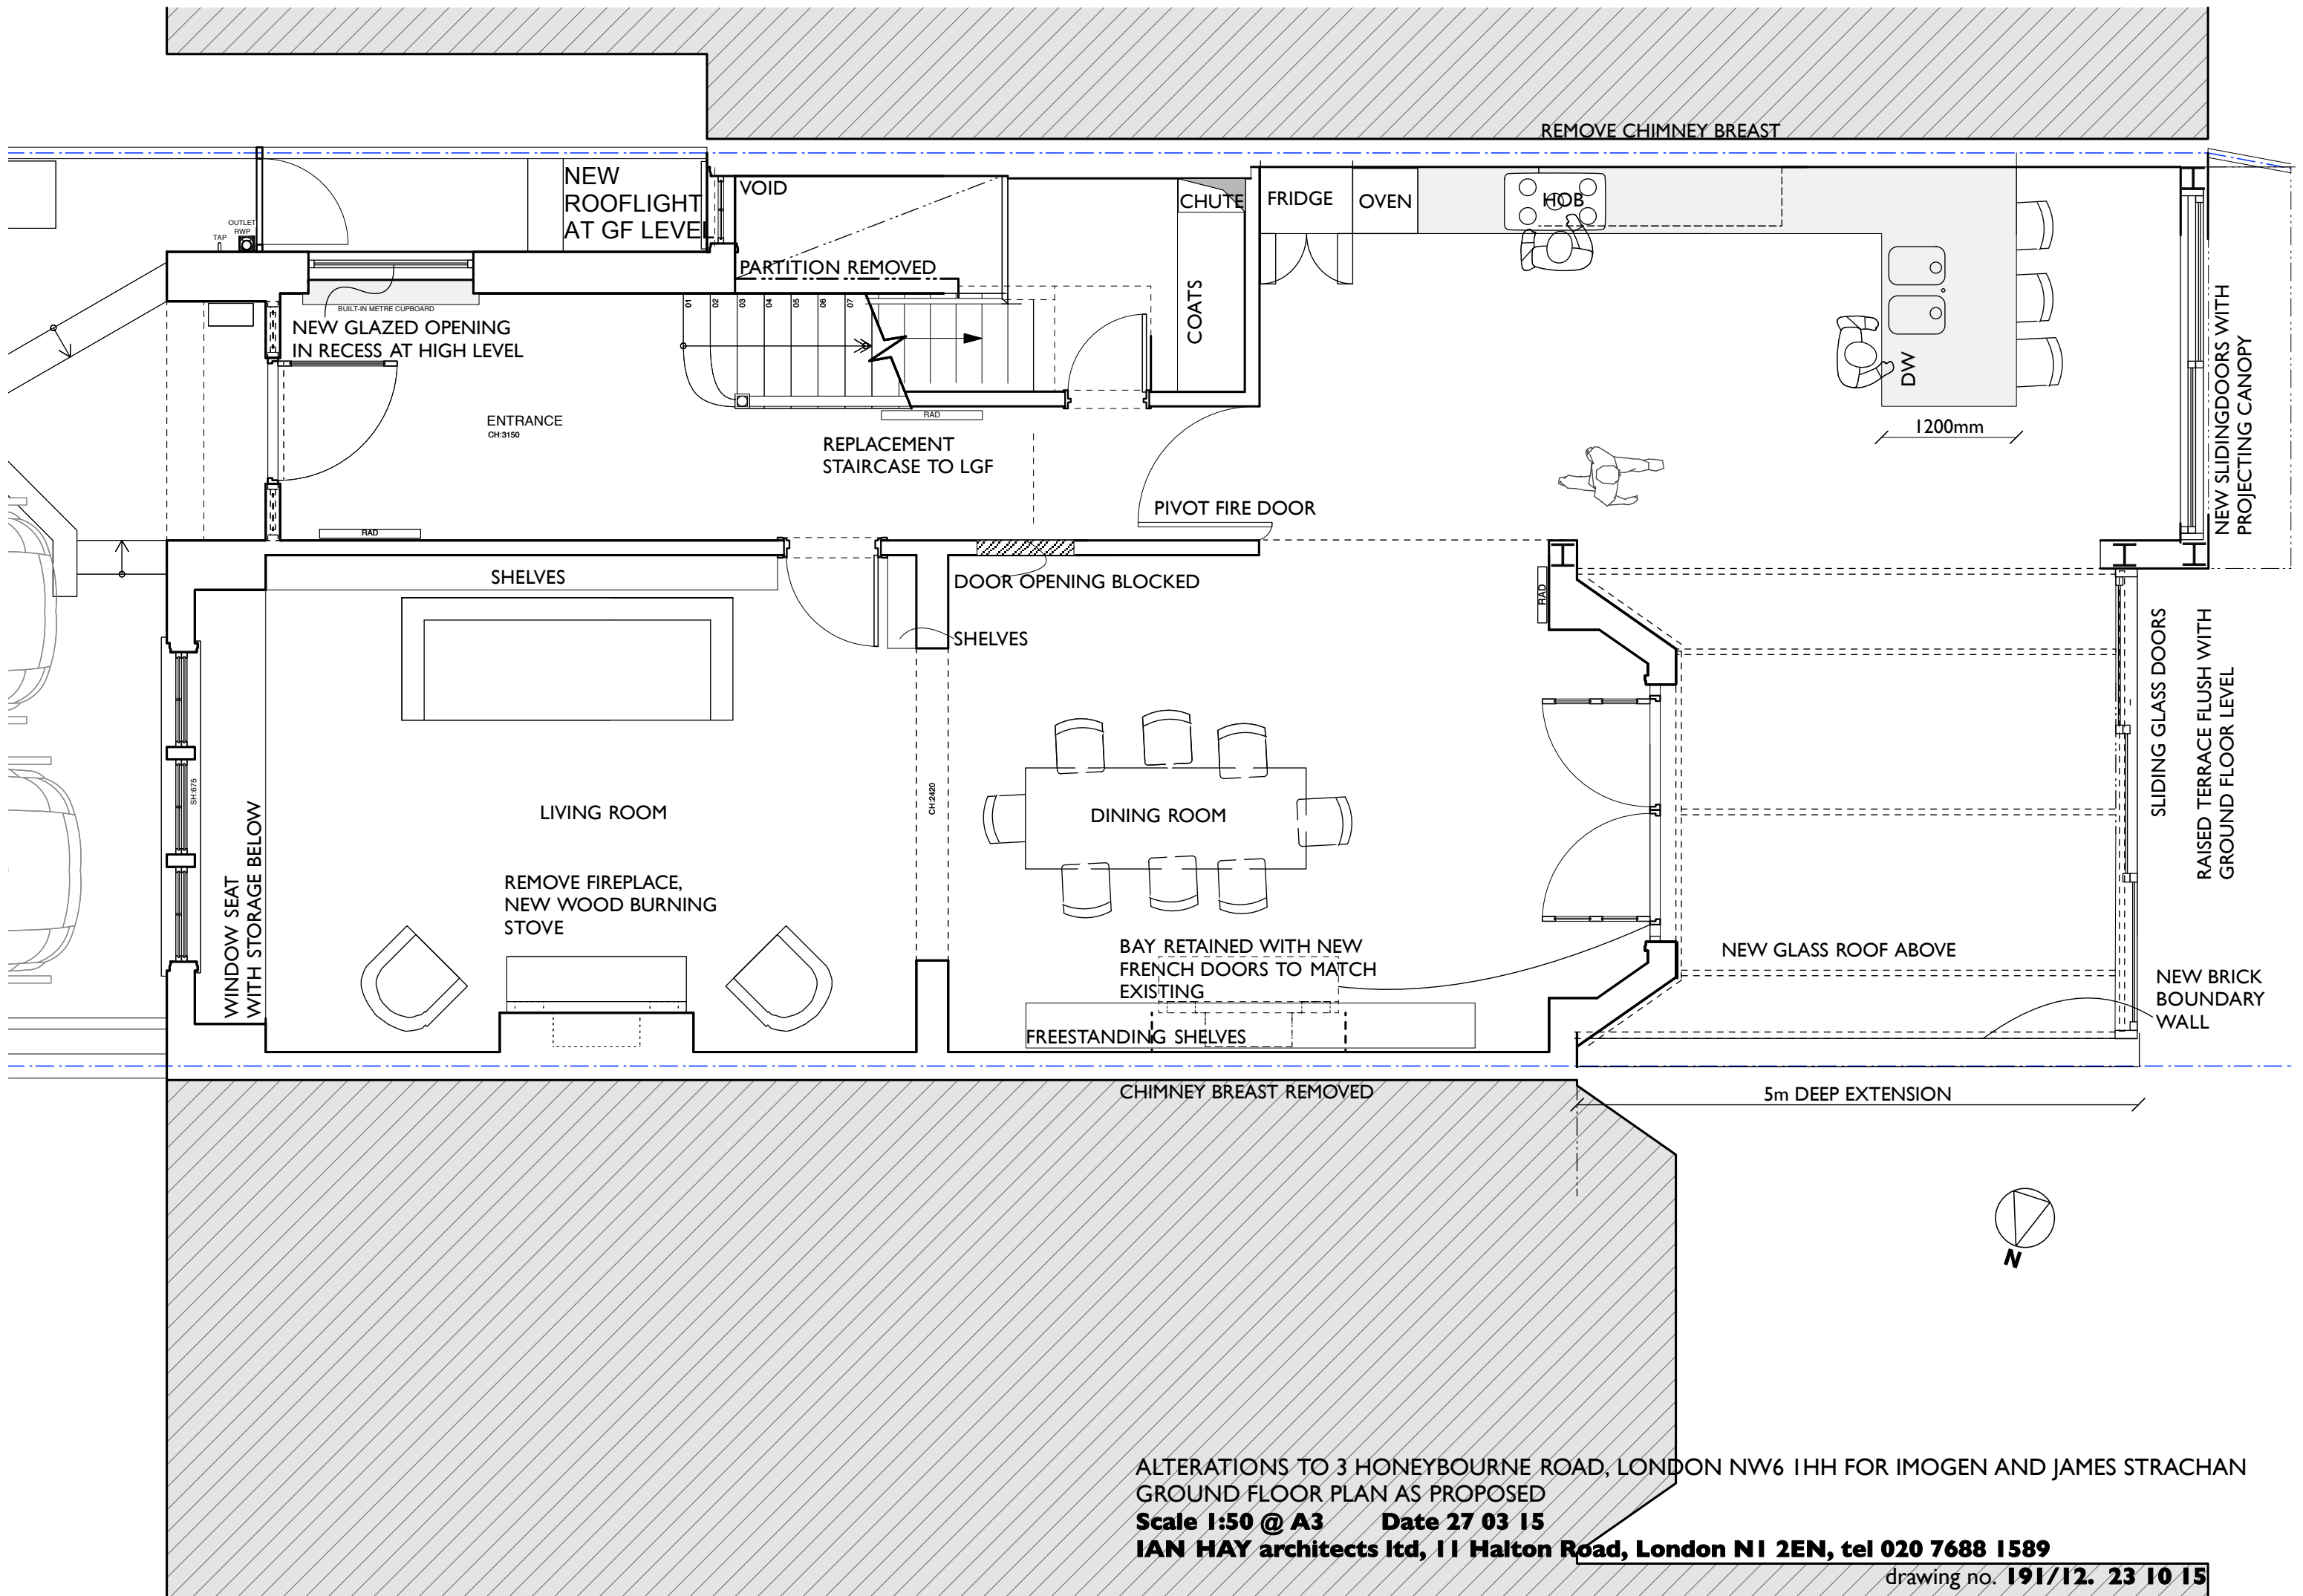 REMOVE CHIMNEY BREAST
NEW
ROOFLIGHT
AT GF LEVEL
VOID
CHUTE
FRIDGE
OVEN
HOB
OUTLET
RWP
TAP
PARTITION REMOVED
BUILT-IN METRE CUPBOARD
NEW GLAZED OPENING
IN RECESS AT HIGH LEVEL
01
02
03
04
05
06
07
COATS
DW
NEW SLIDINGDOORS WITH
PROJECTING CANOPY
ENTRANCE
CH:3150
RAD
REPLACEMENT
STAIRCASE TO LGF
1200mm
PIVOT FIRE DOOR
RAD
SHELVES
DOOR OPENING BLOCKED
RAD
SHELVES
SLIDING GLASS DOORS
RAISED TERRACE FLUSH WITH
GROUND FLOOR LEVEL
SH:675
WINDOW SEAT
WITH STORAGE BELOW
LIVING ROOM
CH:2420
DINING ROOM
REMOVE FIREPLACE,
NEW WOOD BURNING
STOVE
BAY RETAINED WITH NEW
FRENCH DOORS TO MATCH
EXISTING
NEW GLASS ROOF ABOVE
NEW BRICK
BOUNDARY
WALL
FREESTANDING SHELVES
CHIMNEY BREAST REMOVED
5m DEEP EXTENSION
N
ALTERATIONS TO 3 HONEYBOURNE ROAD, LONDON NW6 1HH FOR IMOGEN AND JAMES STRACHAN
GROUND FLOOR PLAN AS PROPOSED
Scale 1:50 @ A3 Date 27 03 15
IAN HAY architects ltd, 11 Halton Road, London N1 2EN, tel 020 7688 1589
drawing no. 191/12. 23 10 15